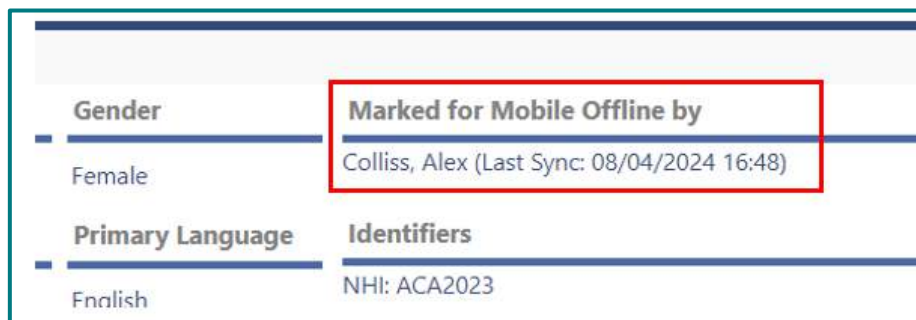 Gender
Marked for Mobile Offline by
Female
Colliss, Alex (Last Sync: 08/04/2024 16:48)
Primary Language
Identifiers
English
NHI: ACA2023